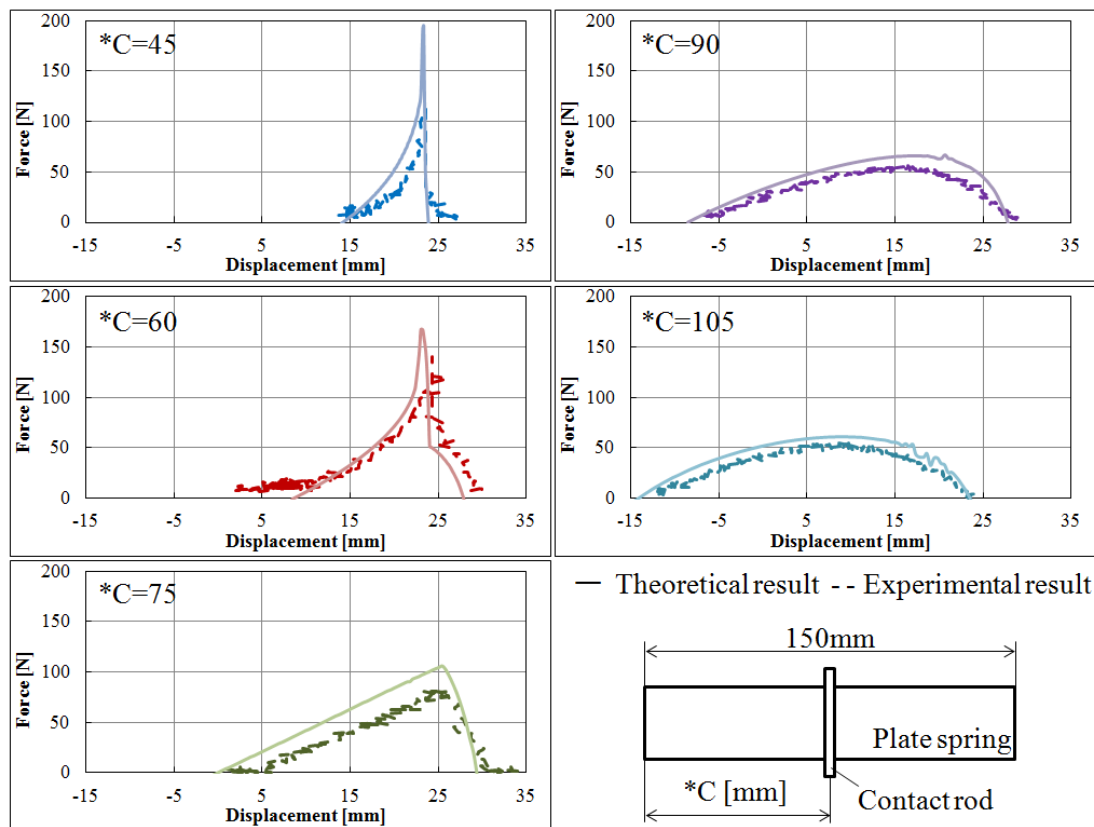 *C=45
Force [N]
200
150
100
50
0
-15 -5 5 15 25 35
Displacement [mm]
*C=90
Force [N]
200
150
100
50
0
-15 -5 5 15 25 35
Displacement [mm]
*C=60
Force [N]
200
150
100
50
0
-15 -5 5 15 25 35
Displacement [mm]
*C=105
Force [N]
200
150
100
50
0
-15 -5 5 15 25 35
Displacement [mm]
*C=75
Force [N]
200
150
100
50
0
-15 -5 5 15 25 35
Displacement [mm]
— Theoretical result - - Experimental result
150mm
Plate spring
*C [mm]
Contact rod